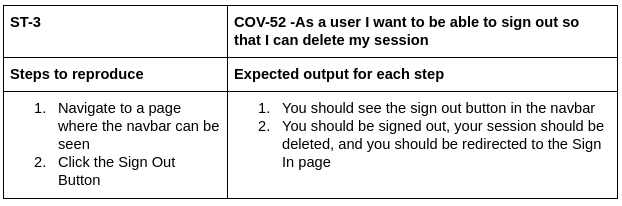 ST-3
COV-52 -As a user I want to be able to sign out so
that I can delete my session
Steps to reproduce
Expected output for each step
1. Navigate to a page
where the navbar can be
seen
2. Click the Sign Out
Button
1. You should see the sign out button in the navbar
2. You should be signed out, your session should be
deleted, and you should be redirected to the Sign
In page